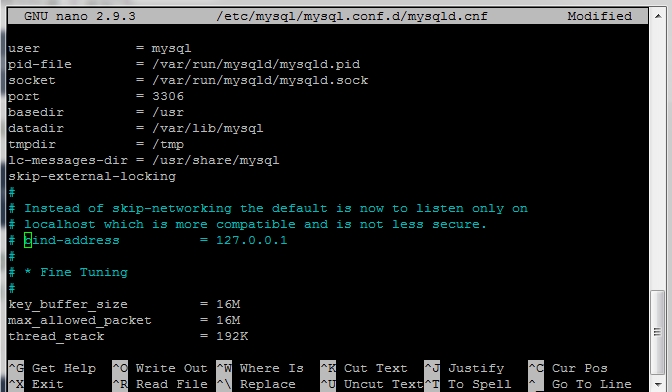 GNU nano 2.9.3 /etc/mysql/mysql.conf.d/mysqld.cnf Modified
user = mysql
pid-file = /var/run/mysqld/mysqld.pid
socket = /var/run/mysqld/mysqld.sock
port = 3306
basedir = /usr
datadir = /var/lib/mysql
tmpdir = /tmp
lc-messages-dir = /usr/share/mysql
skip-external-locking
#
# Instead of skip-networking the default is now to listen only on
# localhost which is more compatible and is not less secure.
# bind-address = 127.0.0.1
#
# * Fine Tuning
#
key_buffer_size = 16M
max_allowed_packet = 16M
thread_stack = 192K
^G Get Help ^O Write Out ^W Where Is ^K Cut Text ^J Justify ^C Cur Pos
^X Exit ^R Read File ^\ Replace ^U Uncut Text ^T To Spell ^_ Go To Line